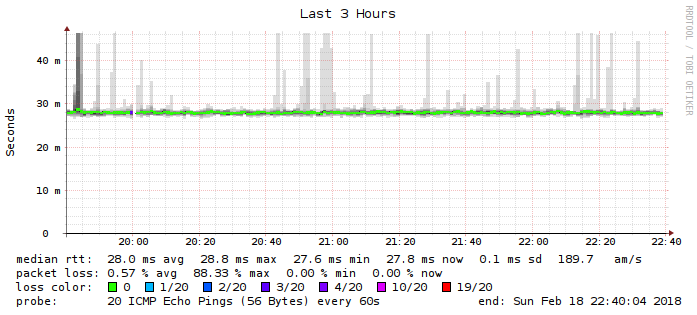 Last 3 Hours
RRDTOOL / TOBI OETIKER
Seconds
40 m
30 m
20 m
10 m
0
20:00 20:20 20:40 21:00 21:20 21:40 22:00 22:20 22:40
median rtt: 28.0 ms avg 28.8 ms max 27.6 ms min 27.8 ms now 0.1 ms sd 189.7 am/s
packet loss: 0.57 % avg 88.33 % max 0.00 % min 0.00 % now
loss color: 0 1/20 2/20 3/20 4/20 10/20 19/20
probe: 20 ICMP Echo Pings (56 Bytes) every 60s end: Sun Feb 18 22:40:04 2018